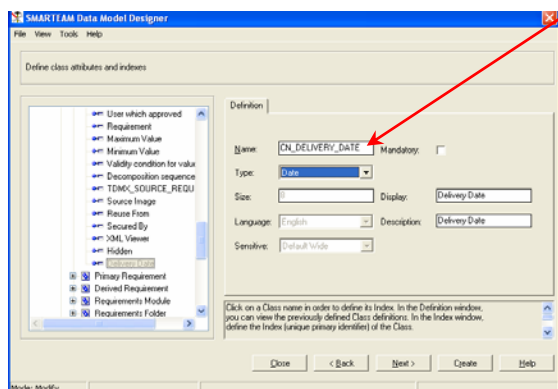 SMARTEAM Data Model Designer
File View Tools Help
Define class attributes and indexes
User which approved
Requirement
Maximum Value
Minimum Value
Validity condition for value
Decomposition sequence
TDMX_SOURCE_REQU
Source Image
Reuse From
Secured By
XML Viewer
Hidden
Delivery Date
Primary Requirement
Derived Requirement
Requirements Module
Requirements Folder
Definition
Name: CN_DELIVERY_DATE Mandatory:
Type: Date
Size: 0 Display: Delivery Date
Language: English Description: Delivery Date
Sensitive: Default Wide
Click on a Class name in order to define its Index. In the Definition window,
you can view the previously defined Class definitions. In the Index window,
define the Index (unique primary identifier) of the Class.
Close < Back Next > Create Help
Mode: Modify